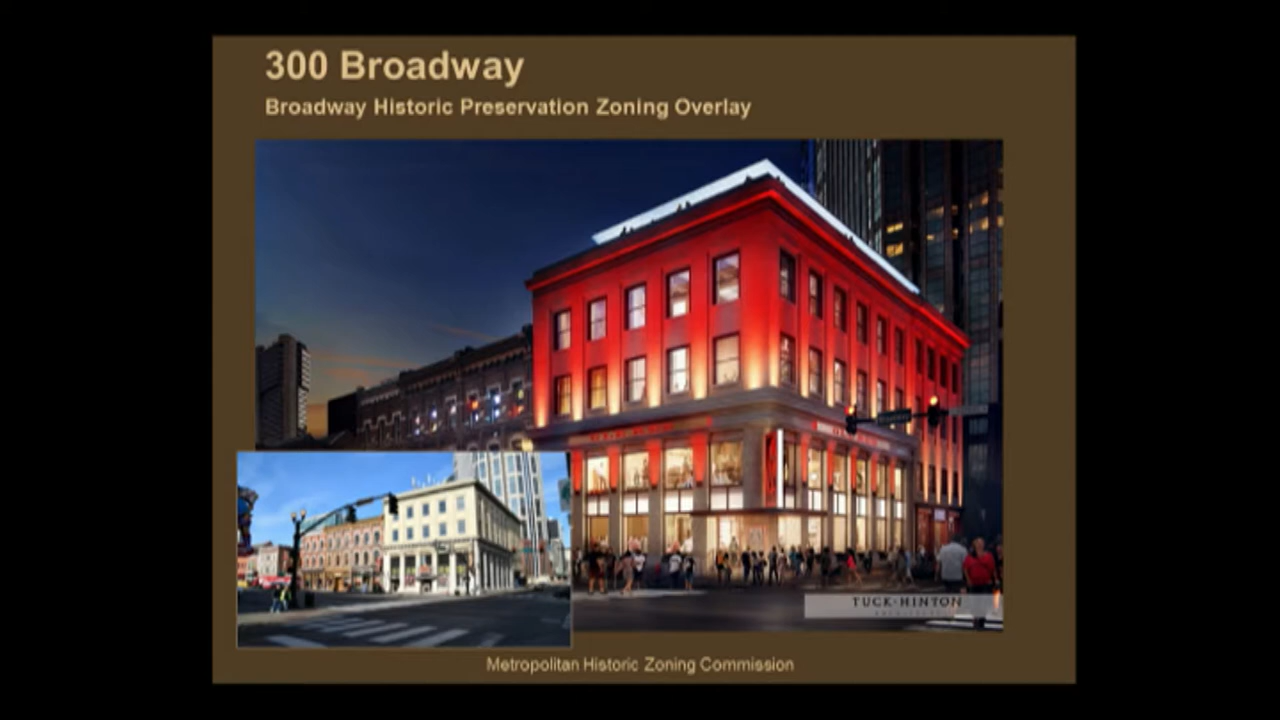 300 Broadway
Broadway Historic Preservation Zoning Overlay
TUCK-HINTON
Metropolitan Historic Zoning Commission